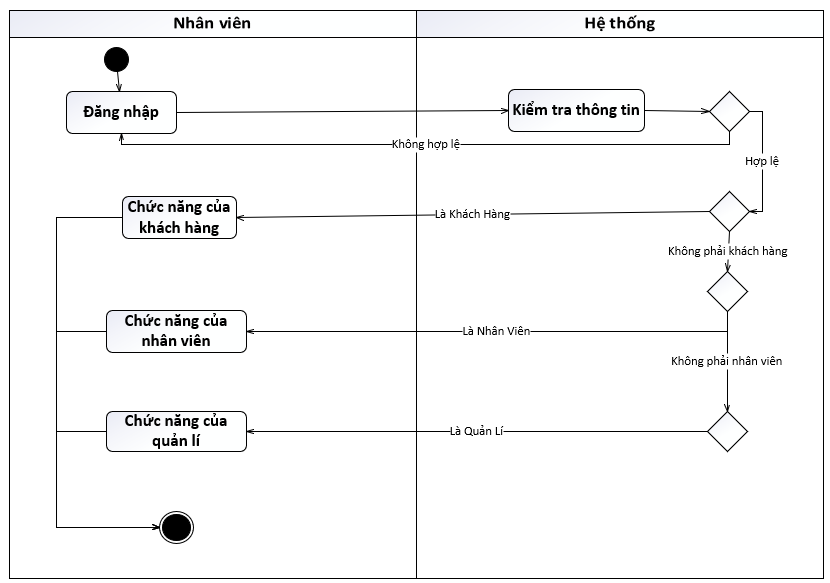 Nhân viên
Hệ thống
Đăng nhập
Kiểm tra thông tin
Không hợp lệ
Hợp lệ
Chức năng của
khách hàng
Là Khách Hàng
Không phải khách hàng
Chức năng của
nhân viên
Là Nhân Viên
Không phải nhân viên
Chức năng của
quản lí
Là Quản Lí